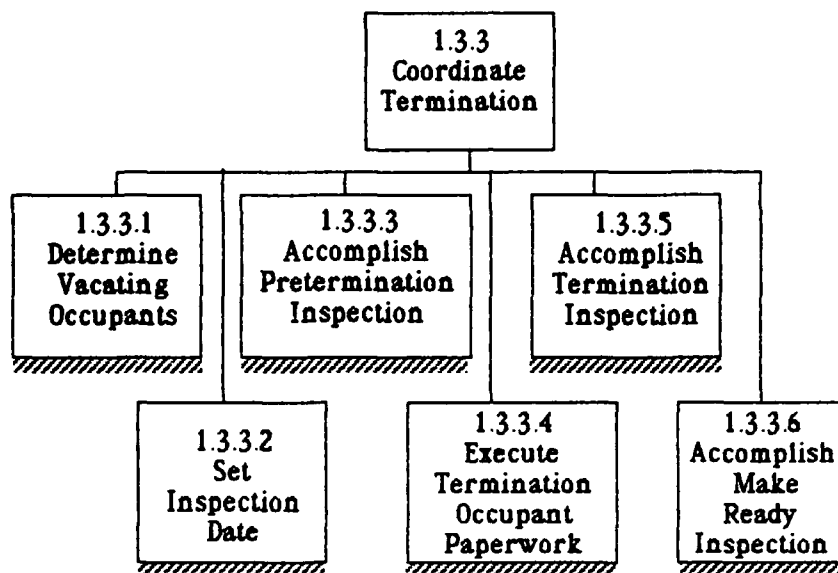 1.3.3
Coordinate
Termination
1.3.3.1
Determine
Vacating
Occupants
1.3.3.3
Accomplish
Pretermination
Inspection
1.3.3.5
Accomplish
Termination
Inspection
1.3.3.2
Set
Inspection
Date
1.3.3.4
Execute
Termination
Occupant
Paperwork
1.3.3.6
Accomplish
Make
Ready
Inspection